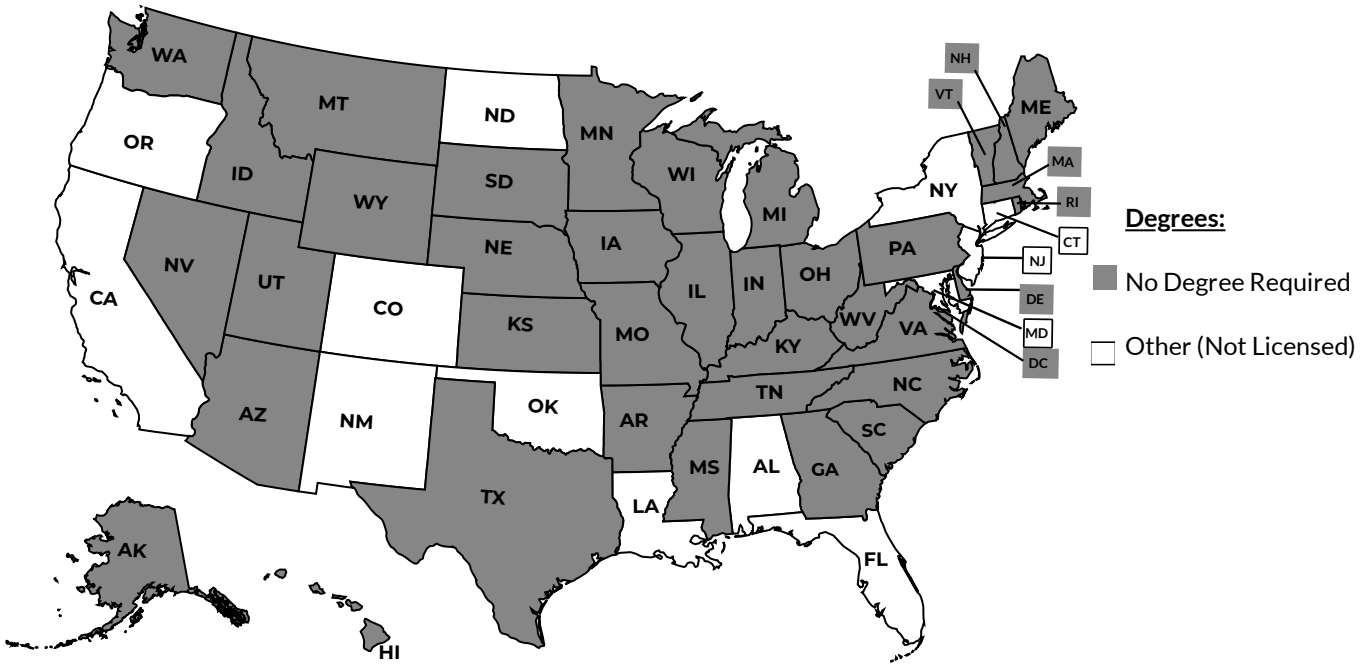 WA
MT
ND
MN
OR
ID
WY
SD
WI
MI
NH
VT
ME
MA
NY
RI
CT
NJ
DE
MD
DC
Degrees:
No Degree Required
Other (Not Licensed)
NV
UT
CO
NE
IA
IL
IN
OH
PA
CA
KS
MO
KY
WV
VA
AZ
NM
OK
AR
TN
NC
SC
TX
LA
MS
AL
GA
FL
AK
HI